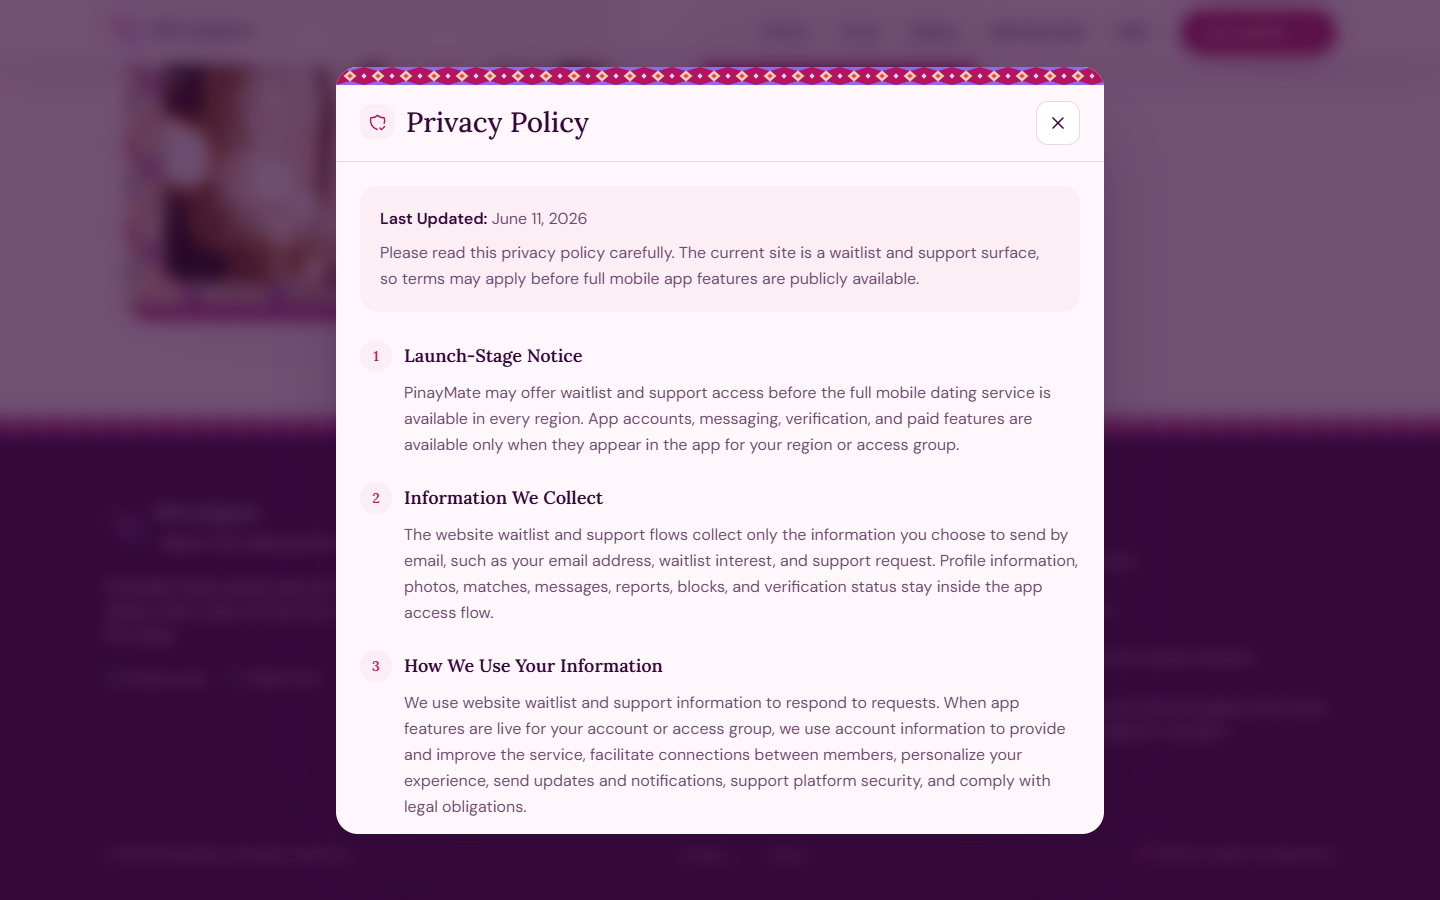 Privacy Policy
Last Updated: June 11, 2026
Please read this privacy policy carefully. The current site is a waitlist and support surface,
so terms may apply before full mobile app features are publicly available.
1 Launch-Stage Notice
PinayMate may offer waitlist and support access before the full mobile dating service is
available in every region. App accounts, messaging, verification, and paid features are
available only when they appear in the app for your region or access group.
2 Information We Collect
The website waitlist and support flows collect only the information you choose to send by
email, such as your email address, waitlist interest, and support request. Profile information,
photos, matches, messages, reports, blocks, and verification status stay inside the app
access flow.
3 How We Use Your Information
We use website waitlist and support information to respond to requests. When app
features are live for your account or access group, we use account information to provide
and improve the service, facilitate connections between members, personalize your
experience, send updates and notifications, support platform security, and comply with
legal obligations.